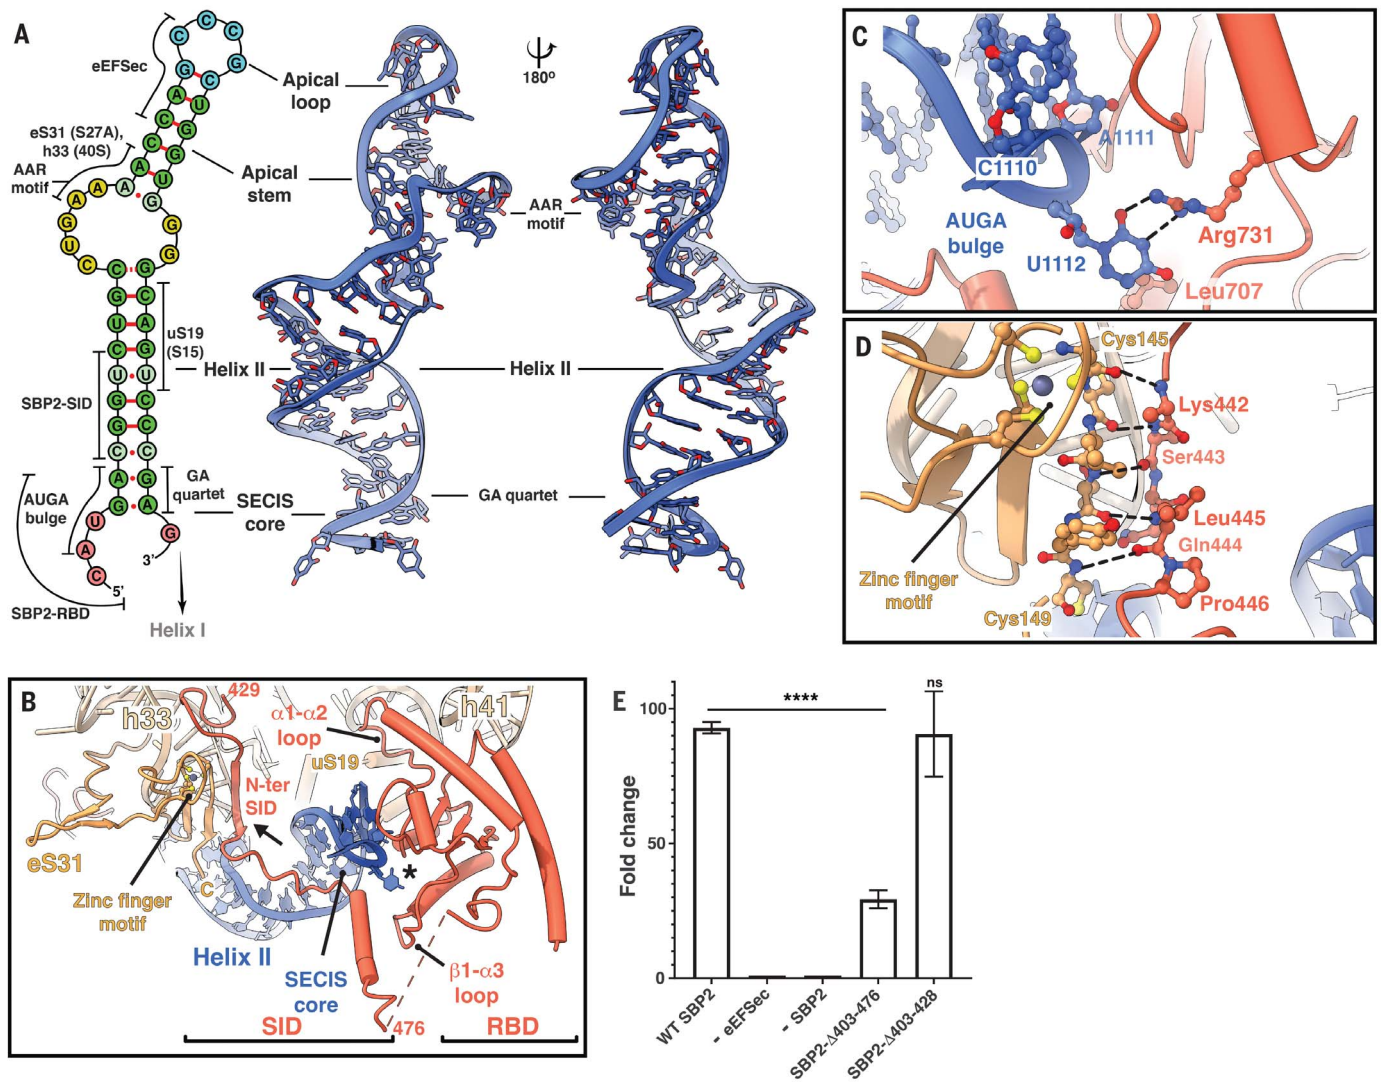 A
eEFSec
Apical
loop
eS31 (S27A),
h33 (40S)
AAR
motif
Apical
stem
uS19
(S15)
Helix II
SBP2-SID
GA
quartet
AUGA
bulge
SECIS
core
SBP2-RBD
5'
3'
Helix I
C
C
C
G
C
G
U
A
G
C
G
C
U
A
G
A
A
A
G
U
C
G
G
C
G
G
C
U
A
C
G
U
U
G
C
G
C
C
C
A
G
G
A
U
G
A
C
180º
AAR
motif
Helix II
GA quartet
B
429
h33
α1-α2
loop
h41
uS19
N-ter
SID
eS31
C
*
Zinc finger
motif
Helix II
SECIS
core
β1-α3
loop
476
SID
RBD
C
A1111
C1110
AUGA
bulge
Arg731
U1112
Leu707
D
Cys145
Lys442
Ser443
Leu445
Gln444
Zinc finger
motif
Pro446
Cys149
E
****
ns
Fold change
100
50
0
WT SBP2
- eEFSec
- SBP2
SBP2-Δ403-476
SBP2-Δ403-428